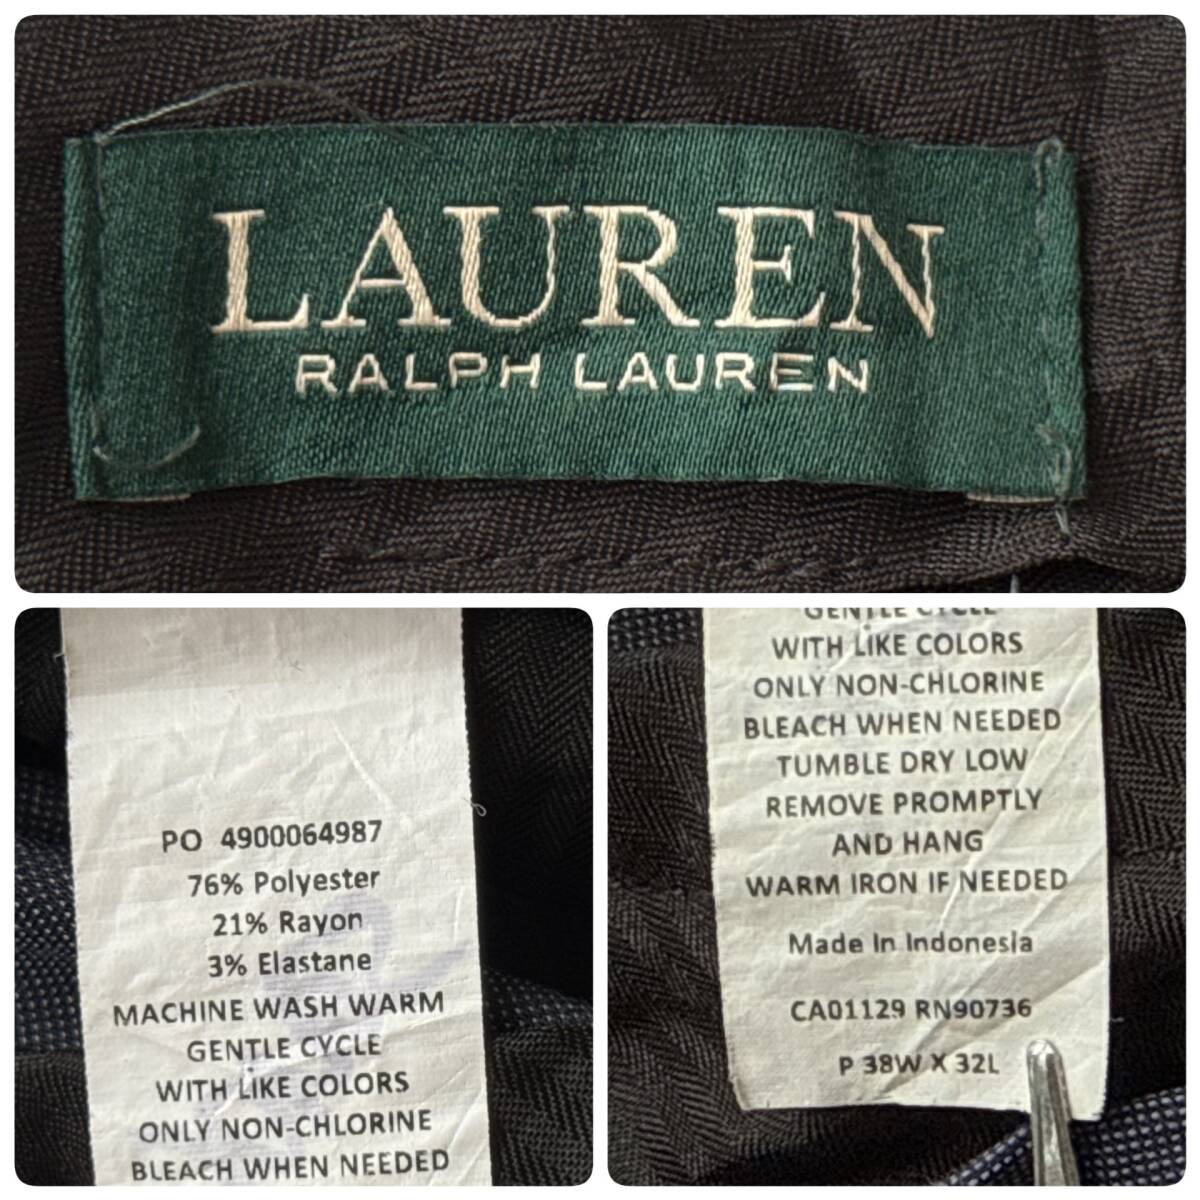 LAUREN
RALPH LAUREN
PO 4900064987
76% Polyester
21% Rayon
3% Elastane
MACHINE WASH WARM
GENTLE CYCLE
WITH LIKE COLORS
ONLY NON-CHLORINE
BLEACH WHEN NEEDED
GENTLE CYCLE
WITH LIKE COLORS
ONLY NON-CHLORINE
BLEACH WHEN NEEDED
TUMBLE DRY LOW
REMOVE PROMPTLY
AND HANG
WARM IRON IF NEEDED
Made In Indonesia
CA01129 RN90736
P 38W X 32L